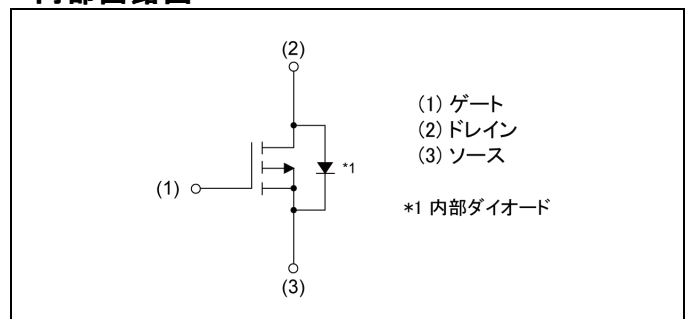 内部回路図
(2)
(1) ゲート
(2) ドレイン
(3) ソース
*1
(1)
*1 内部ダイオード
(3)